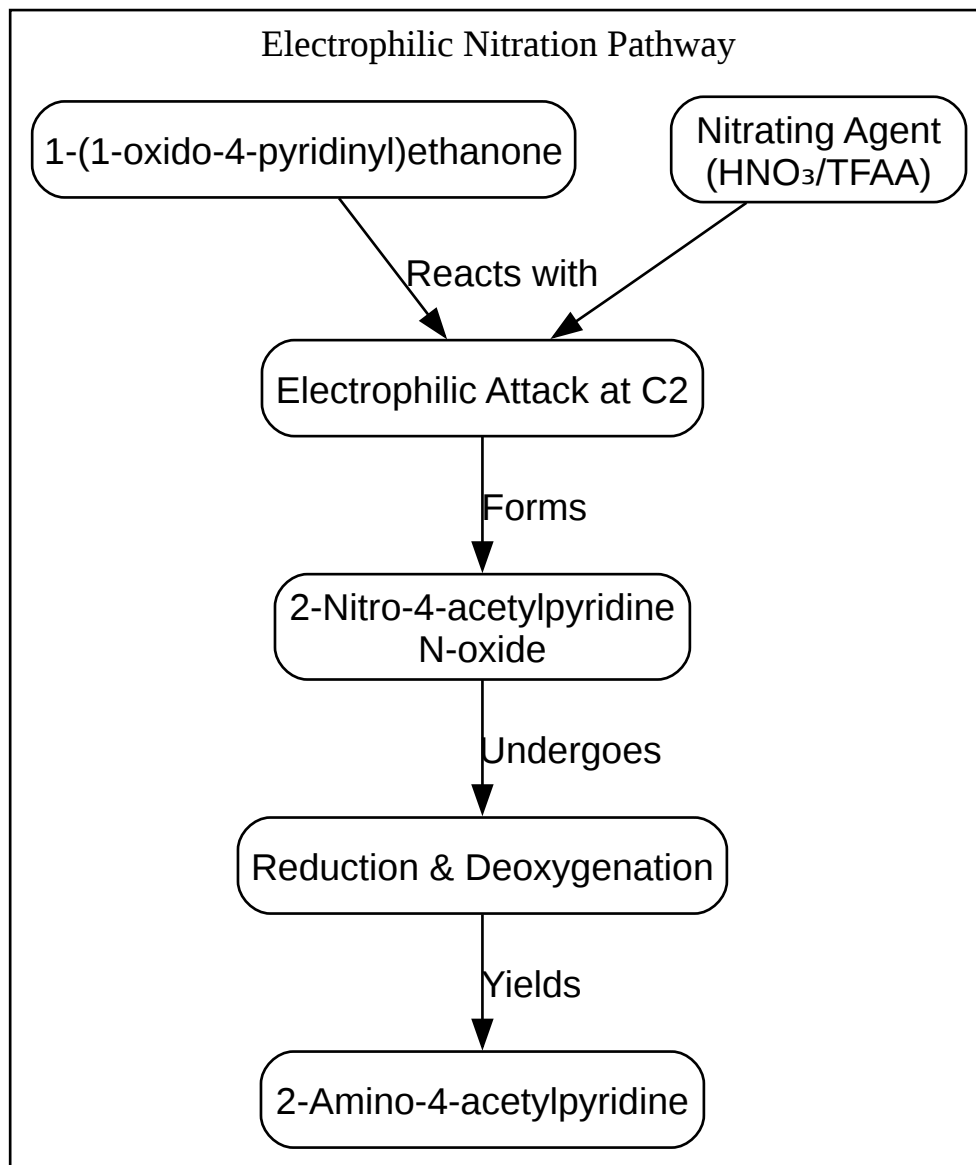 Electrophilic Nitration Pathway
1-(1-oxido-4-pyridinyl)ethanone
Nitrating Agent
(HNO₃/TFAA)
Reacts with
Electrophilic Attack at C2
Forms
2-Nitro-4-acetylpyridine
N-oxide
Undergoes
Reduction & Deoxygenation
Yields
2-Amino-4-acetylpyridine